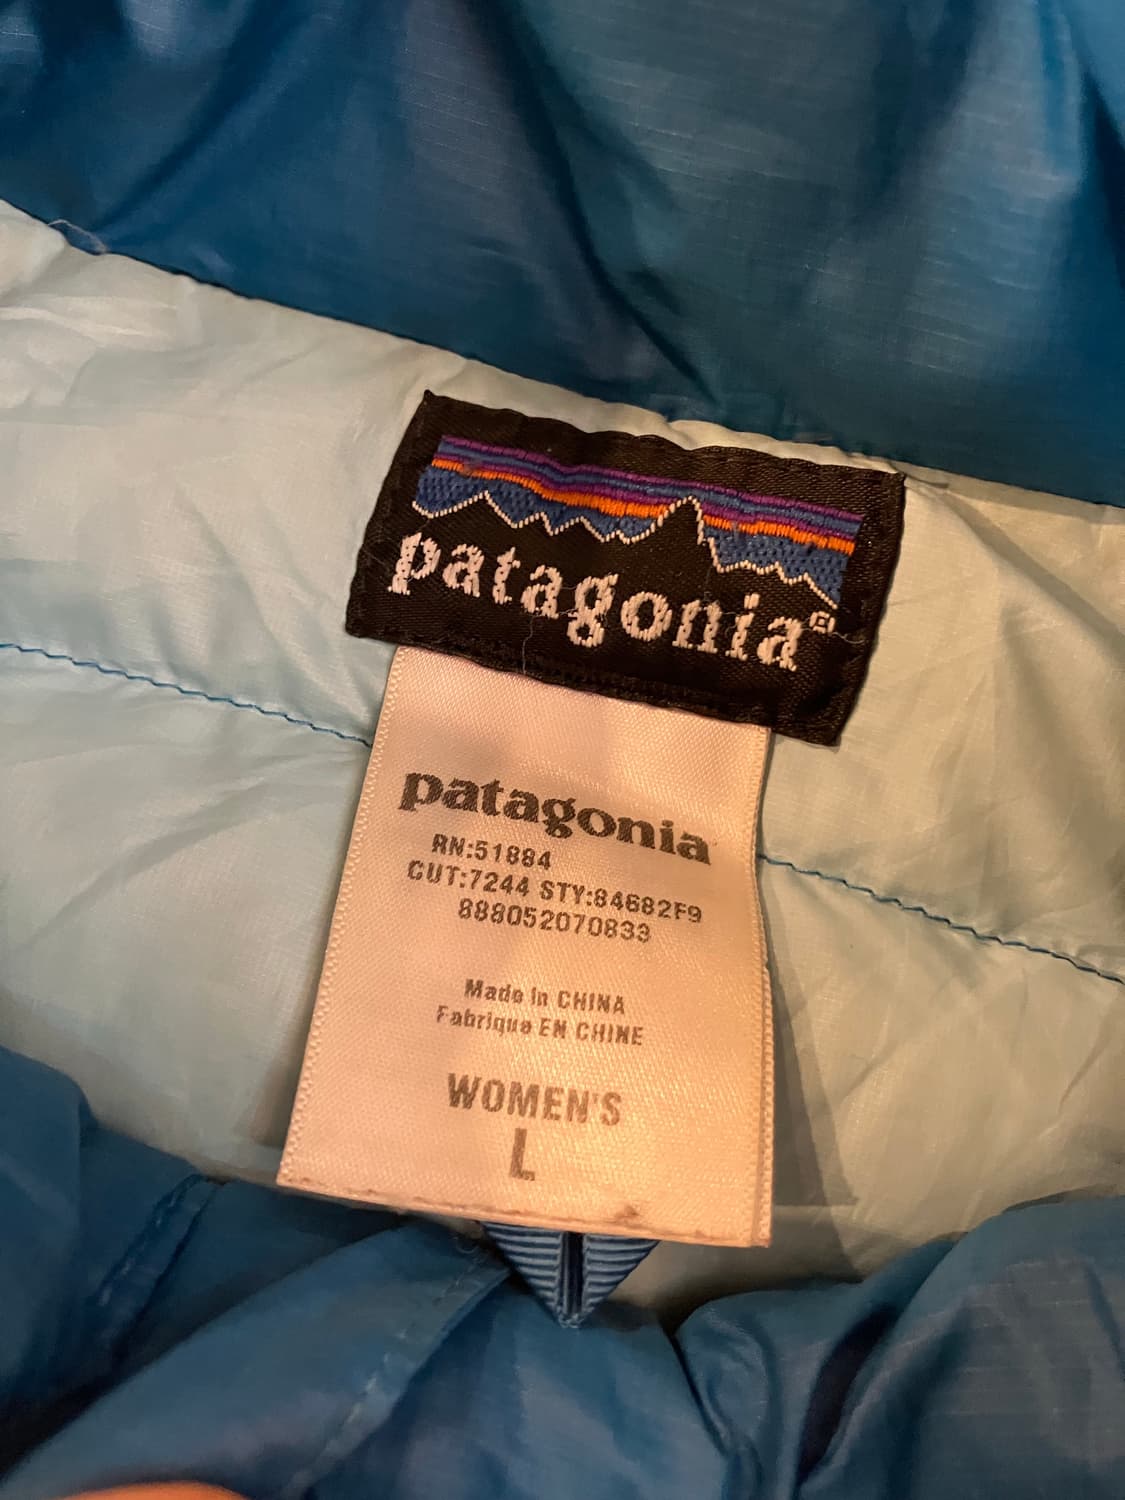 patagonia®
patagonia
RN:51884
CUT:7244 STY:84682F9
888052070833
Made in CHINA
Fabriqué EN CHINE
WOMEN'S
L